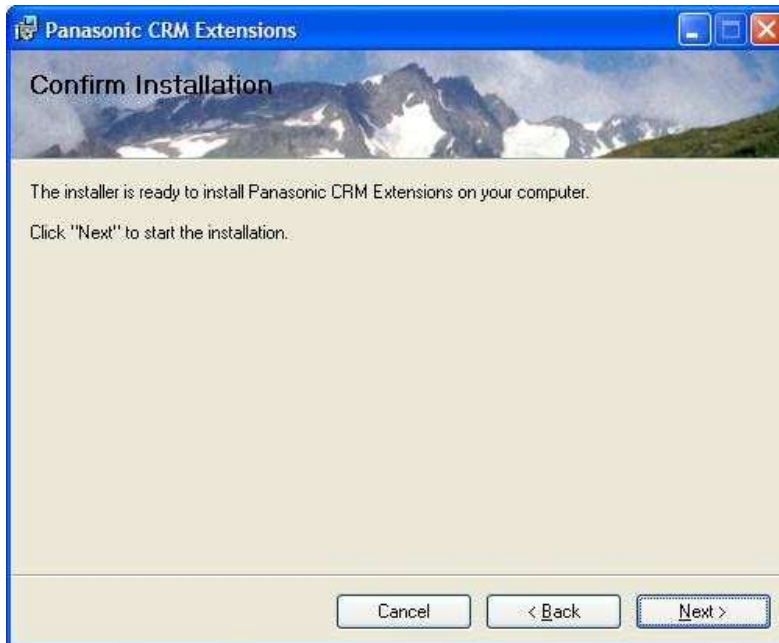 Panasonic CRM Extensions
Confirm Installation
The installer is ready to install Panasonic CRM Extensions on your computer.
Click "Next" to start the installation.
Cancel
< Back
Next >